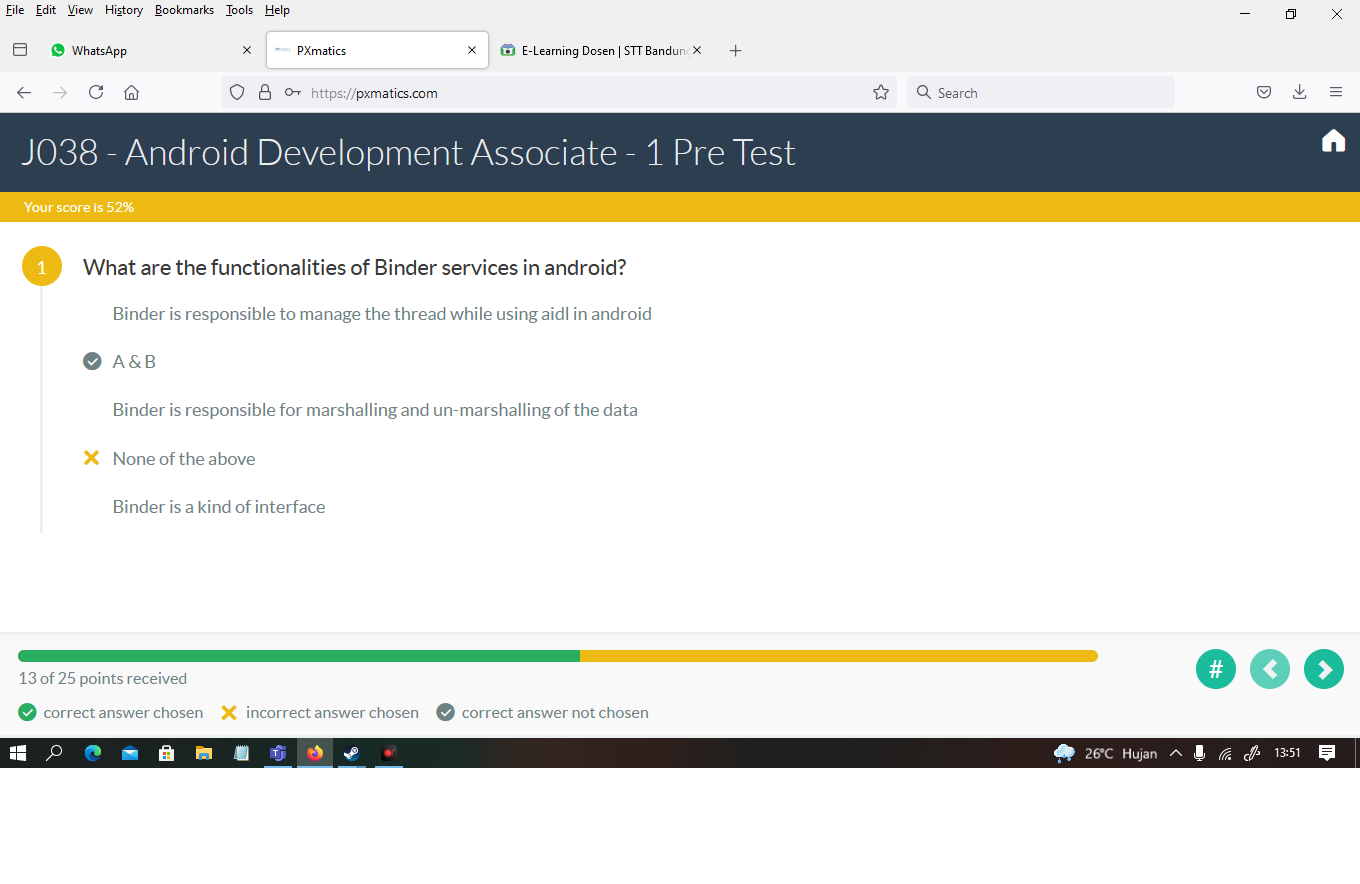 File Edit View History Bookmarks Tools Help
WhatsApp
PXmatics
E-Learning Dosen | STT Bandung
https://pxmatics.com
Search
J038 - Android Development Associate - 1 Pre Test
Your score is 52%
1 What are the functionalities of Binder services in android?
Binder is responsible to manage the thread while using aidl in android
A & B
Binder is responsible for marshalling and un-marshalling of the data
None of the above
Binder is a kind of interface
13 of 25 points received
#
correct answer chosen incorrect answer chosen correct answer not chosen
26°C Hujan 13:51